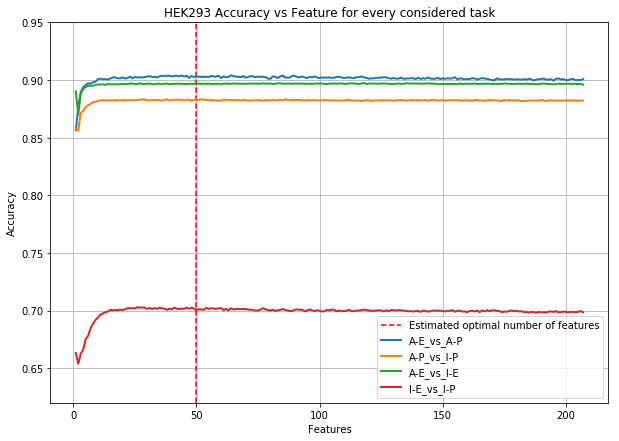 HEK293 Accuracy vs Feature for every considered task
0.95
0.90
0.85
0.80
0.75
0.70
0.65
Accuracy
Estimated optimal number of features
A-E_vs_A-P
A-P_vs_I-P
A-E_vs_I-E
I-E_vs_I-P
0 50 100 150 200
Features